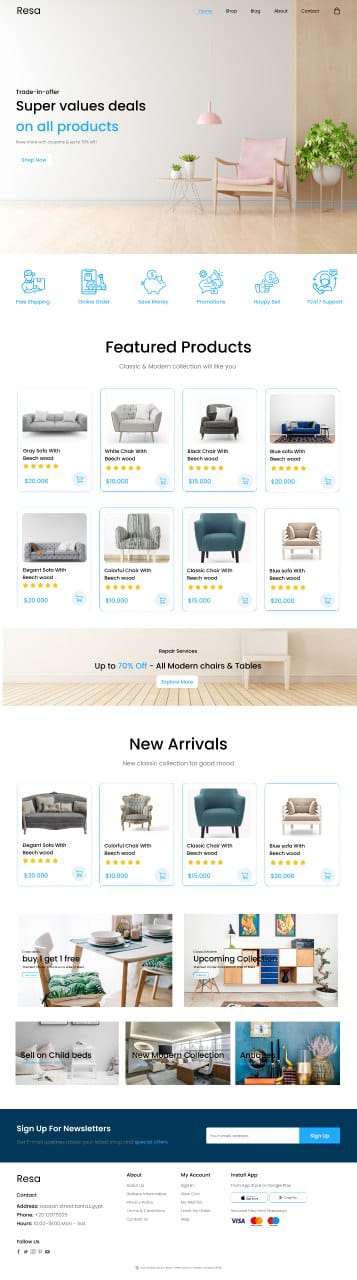 Resa
Home Shop Blog About Contact
Trade-in-offer
Super values deals
on all products
Save more with coupons & up to 70% off!
Shop Now
Free Shipping
Online Order
Save Money
Promotions
Happy Sell
F24/7 Support
Featured Products
Classic & Modern collection will like you
Gray Sofa With
Beech wood
$20.000
White Chair With
Beech wood
$10.000
Black Chair With
Beech wood
$15.000
Blue sofa With
Beech wood
$20.000
Elegant Sofa With
Beech wood
$20.000
Colorful Chair With
Beech wood
$10.000
Classic Chair With
Beech wood
$15.000
Blue sofa With
Beech wood
$20.000
Repair Services
Up to 70% Off - All Modern chairs & Tables
Explore More
New Arrivals
New classic collection for good mood
Elegant Sofa With
Beech wood
$20.000
Colorful Chair With
Beech wood
$10.000
Classic Chair With
Beech wood
$15.000
Blue sofa With
Beech wood
$20.000
buy 1 get 1 free
Upcoming Collection
Sell on Child beds
New Modern Collection
Antiques
Sign Up For Newsletters
Get E-mail updates about your latest shop and special offers
Your email address
Sign Up
Resa
Contact
Address:
Phone: +20
Hours: 10:00-18:00.Mon - Sat
Follow Us
About
About Us
Delivery Information
Privacy Policy
Terms & Conditions
Contact Us
My Account
Sign In
View Cart
My Wishlist
Track My Order
Help
Install App
From App Store or Google Play
App Store
Google Play
Secured Payment Gateways
VISA